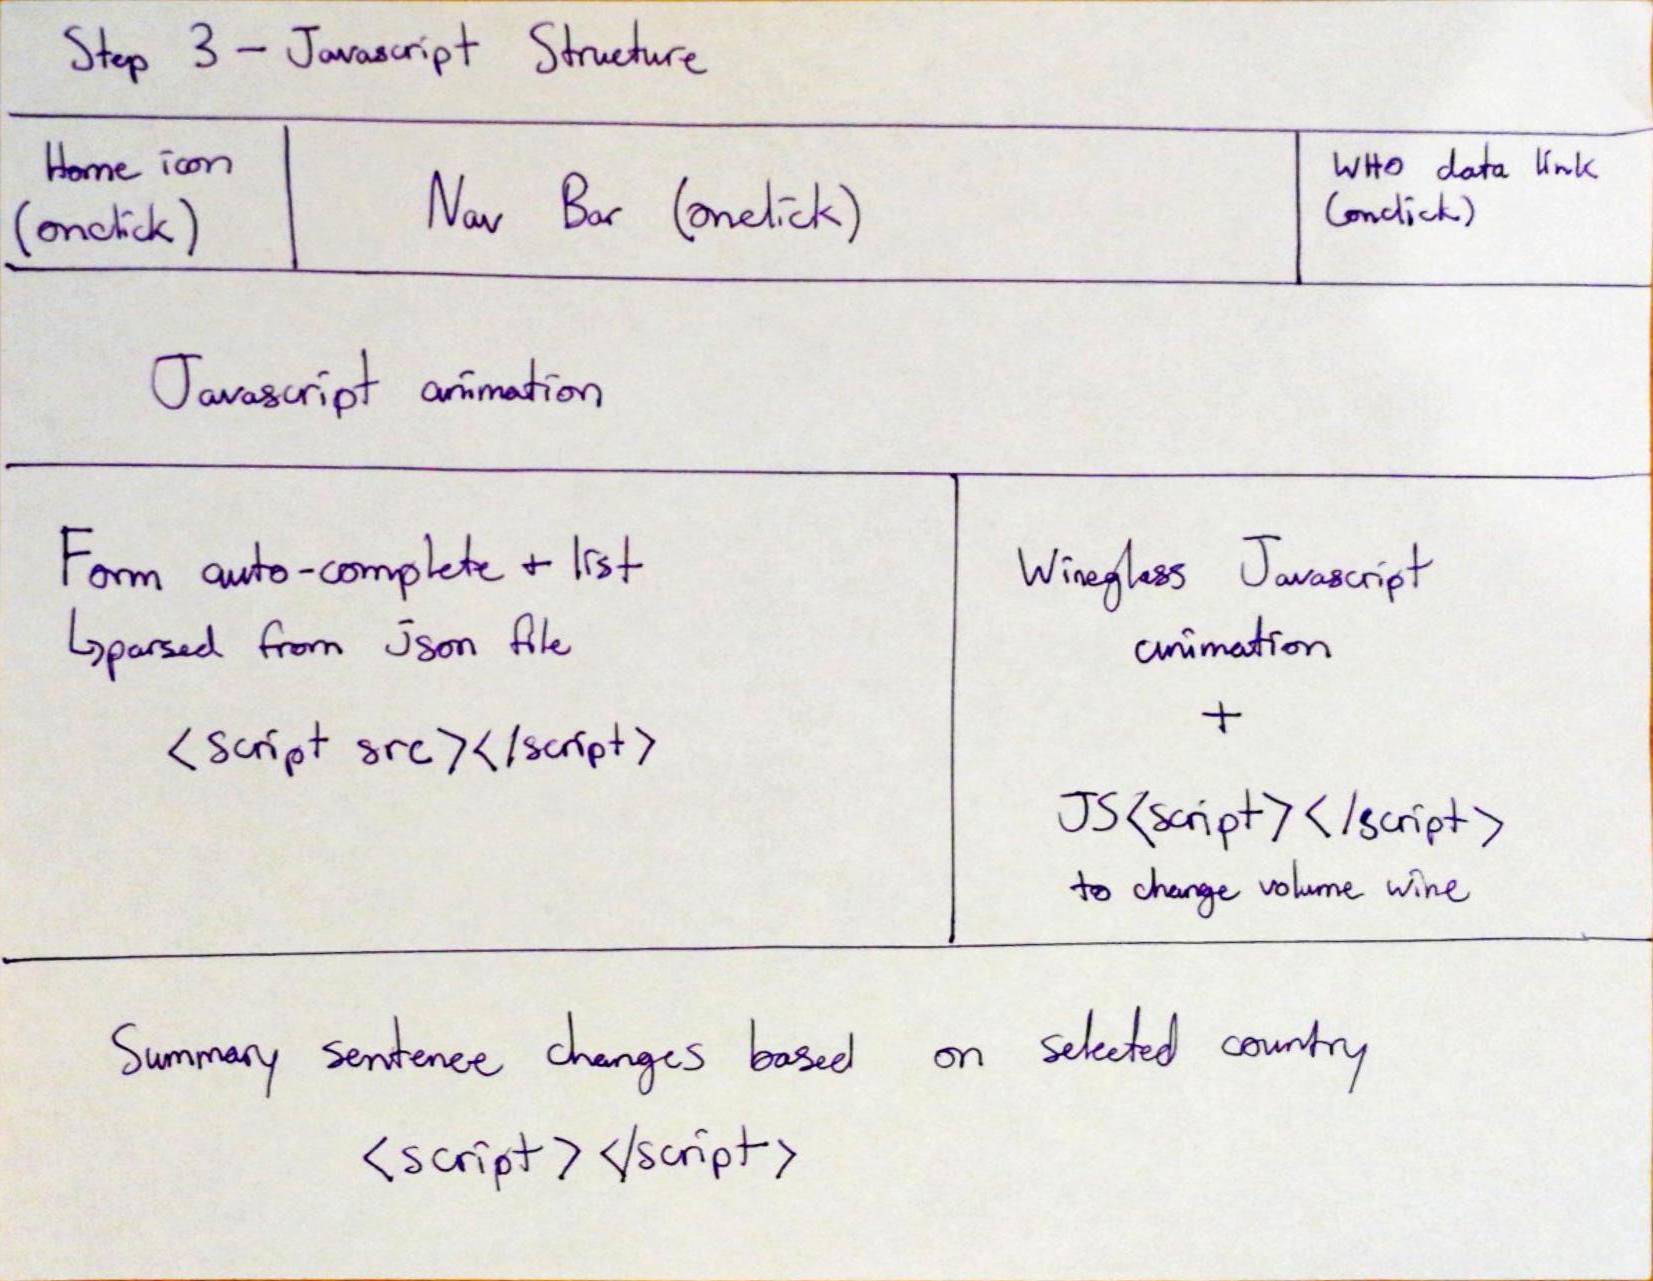 Step 3 - Javascript Structure
Home icon
(onclick)
Nav Bar (onclick)
WHO data link
(onclick)
Javascript animation
Form auto-complete + list
↳parsed from json file
<script src></script>
Wineglass Javascript
animation
+
JS<script></script>
to change volume wine
Summary sentence changes based on selected country
<script></script>